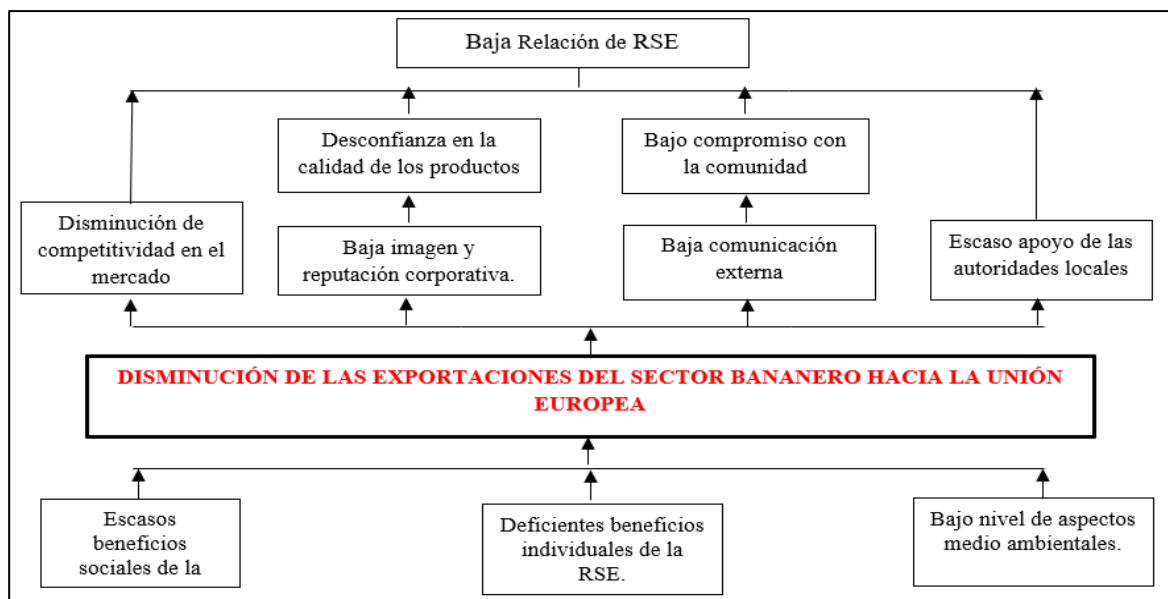 Baja Relación de RSE
Desconfianza en la
calidad de los productos
Bajo compromiso con
la comunidad
Disminución de
competitividad en el
mercado
Baja imagen y
reputación corporativa.
Baja comunicación
externa
Escaso apoyo de las
autoridades locales
DISMINUCIÓN DE LAS EXPORTACIONES DEL SECTOR BANANERO HACIA LA UNIÓN
EUROPEA
Escasos
beneficios
sociales de la
Deficientes beneficios
individuales de la
RSE.
Bajo nivel de aspectos
medio ambientales.